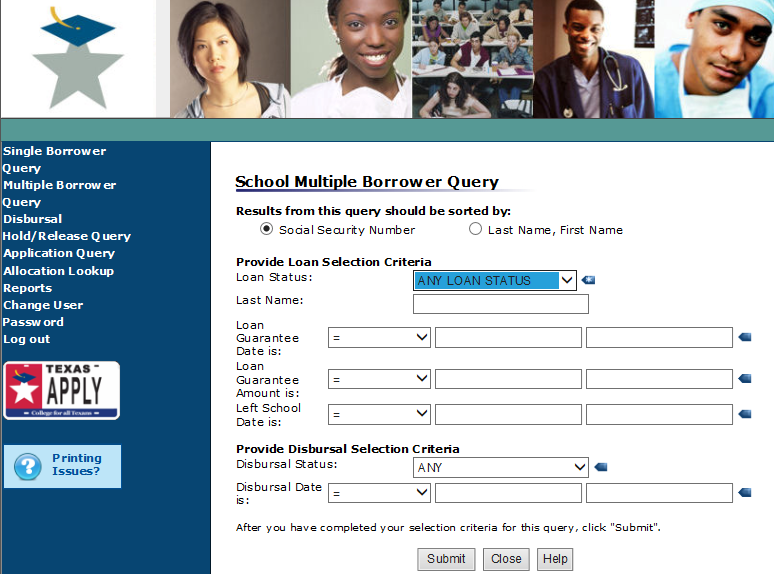 Single Borrower
Query
Multiple Borrower
Query
Disbursal
Hold/Release Query
Application Query
Allocation Lookup
Reports
Change User
Password
Log out
TEXAS
APPLY
College for all Texans
Printing
Issues?
School Multiple Borrower Query
Results from this query should be sorted by:
Social Security Number Last Name, First Name
Provide Loan Selection Criteria
Loan Status: ANY LOAN STATUS
Last Name:
Loan
Guarantee
Date is: =
Loan
Guarantee
Amount is: =
Left School
Date is: =
Provide Disbursal Selection Criteria
Disbursal Status: ANY
Disbursal Date
is: =
After you have completed your selection criteria for this query, click "Submit".
Submit Close Help